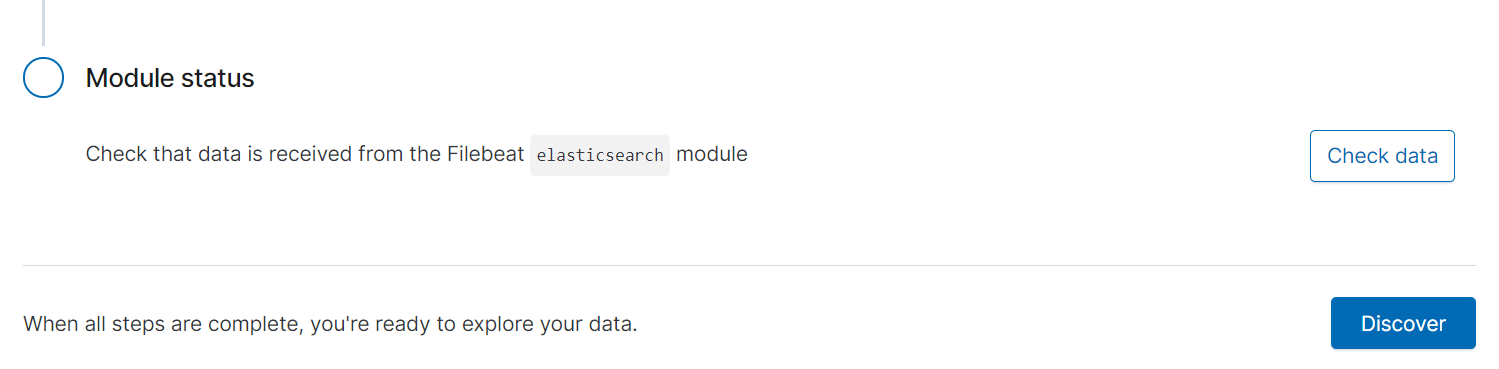 Module status
Check that data is received from the Filebeat elasticsearch module
Check data
When all steps are complete, you're ready to explore your data.
Discover